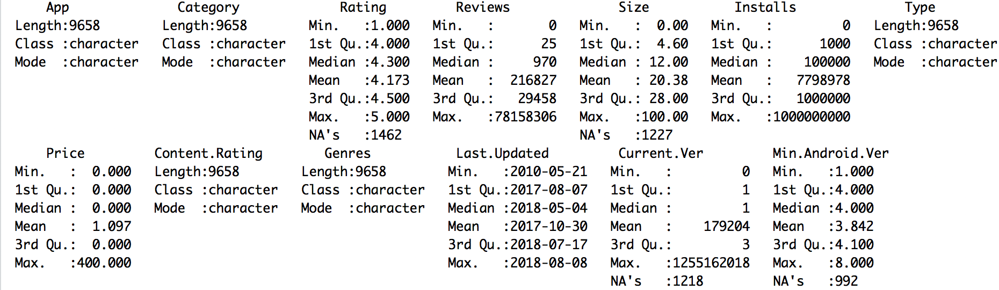 App              Category             Rating         Reviews              Size           Installs              Type
 Length:9658        Length:9658        Min.   :1.000   Min.   :       0   Min.   :  0.00   Min.   :         0   Length:9658
 Class :character   Class :character   1st Qu.:4.000   1st Qu.:      25   1st Qu.:  4.60   1st Qu.:      1000   Class :character
 Mode  :character   Mode  :character   Median :4.300   Median :     970   Median : 12.00   Median :    100000   Mode  :character
                                       Mean   :4.173   Mean   :  216827   Mean   : 20.38   Mean   :   7798978
                                       3rd Qu.:4.500   3rd Qu.:   29458   3rd Qu.: 28.00   3rd Qu.:   1000000
                                       Max.   :5.000   Max.   :78158306   Max.   :100.00   Max.   :1000000000
                                       NA's   :1462                       NA's   :1227
     Price         Content.Rating        Genres           Last.Updated         Current.Ver         Min.Android.Ver
 Min.   :  0.000   Length:9658        Length:9658        Min.   :2010-05-21   Min.   :         0   Min.   :1.000
 1st Qu.:  0.000   Class :character   Class :character   1st Qu.:2017-08-07   1st Qu.:         1   1st Qu.:4.000
 Median :  0.000   Mode  :character   Mode  :character   Median :2018-05-04   Median :         1   Median :4.000
 Mean   :  1.097                                         Mean   :2017-10-30   Mean   :    179204   Mean   :3.842
 3rd Qu.:  0.000                                         3rd Qu.:2018-07-17   3rd Qu.:         3   3rd Qu.:4.100
 Max.   :400.000                                         Max.   :2018-08-08   Max.   :1255162018   Max.   :8.000
                                                                              NA's   :1218         NA's   :992